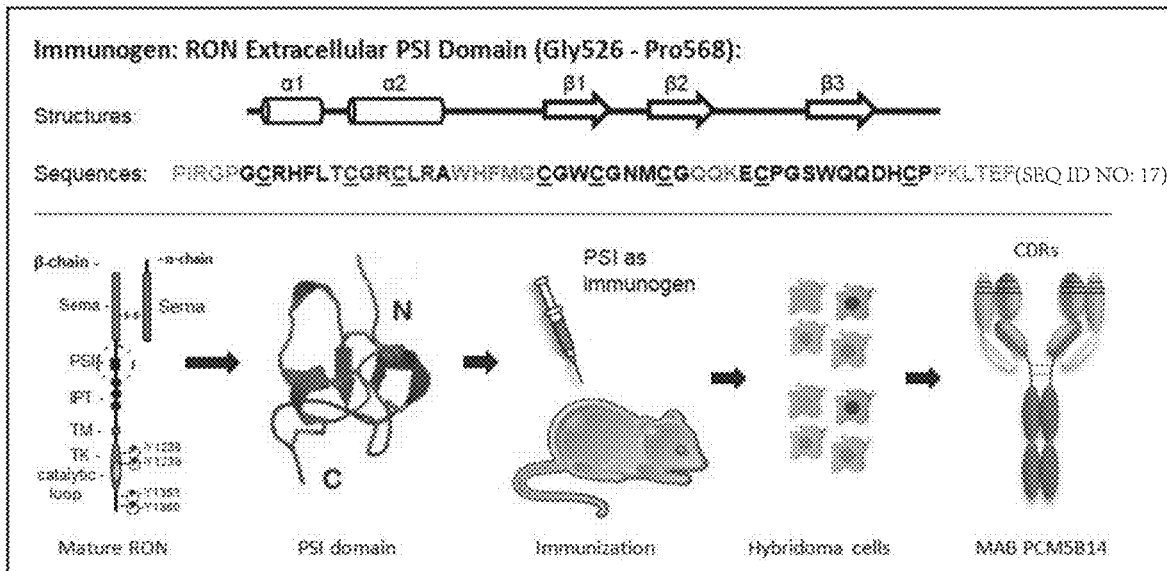 Immunogen: RON Extracellular PSI Domain (Gly526 - Pro568):
α1 α2 β1 β2 β3
Structures:
Sequences: PIRGPGCRHFLTCGRCLRAWHFMGCGWCGNMCGQQKECPGSWQQDHCPPKLTEF(SEQ ID NO: 17)
β-chain
α-chain
Sema
s-s
Sema
PSI
IPT
TM
TK
catalytic
loop
N
C
PSI as
immunogen
CDRs
Mature RON
PSI domain
Immunization
Hybridoma cells
MAB PCM5B14